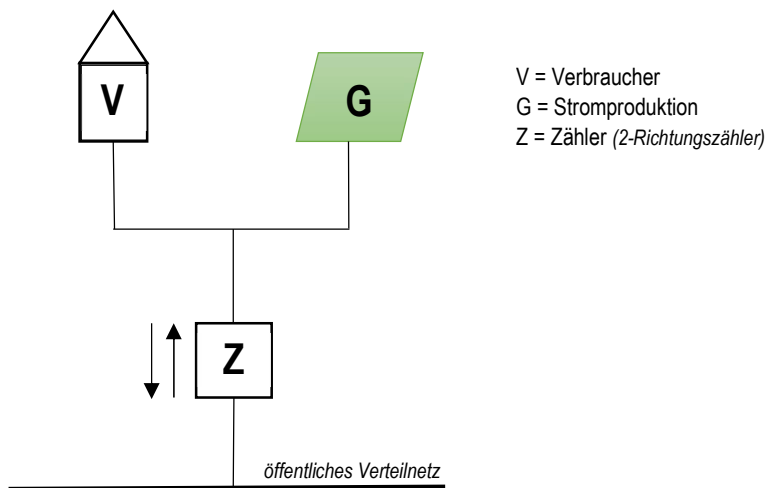 V
G
V = Verbraucher
G = Stromproduktion
Z = Zähler (2-Richtungszähler)
Z
öffentliches Verteilnetz